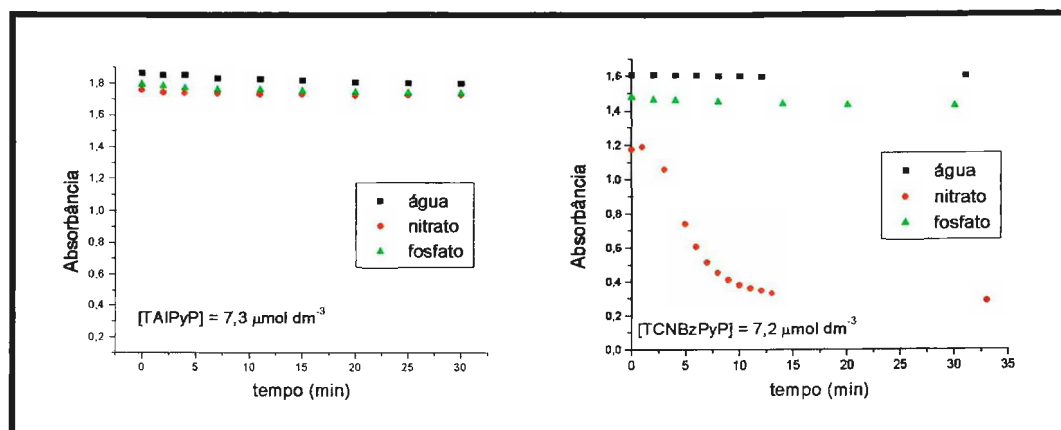 Absorbância
1,8
1,6
1,4
1,2
1,0
0,8
0,6
0,4
0,2
água
nitrato
fosfato
[TAlPyP] = 7,3 μmol dm⁻³
0 5 10 15 20 25 30
tempo (min)
Absorbância
1,6
1,4
1,2
1,0
0,8
0,6
0,4
0,2
0,0
água
nitrato
fosfato
[TCNBzPyP] = 7,2 μmol dm⁻³
0 5 10 15 20 25 30 35
tempo (min)